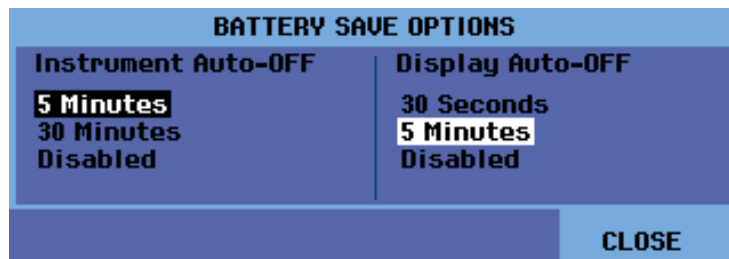 BATTERY SAVE OPTIONS
Instrument Auto-OFF
5 Minutes
30 Minutes
Disabled
Display Auto-OFF
30 Seconds
5 Minutes
Disabled
CLOSE